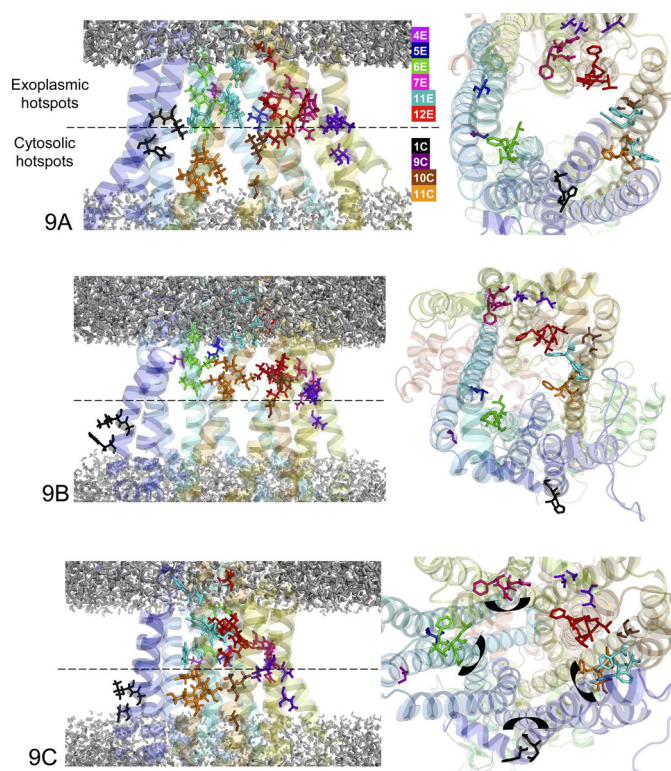 4E
5E
6E
7E
11E
12E
Exoplasmic
hotspots
Cytosolic
hotspots
1C
9C
10C
11C
9A
9B
9C